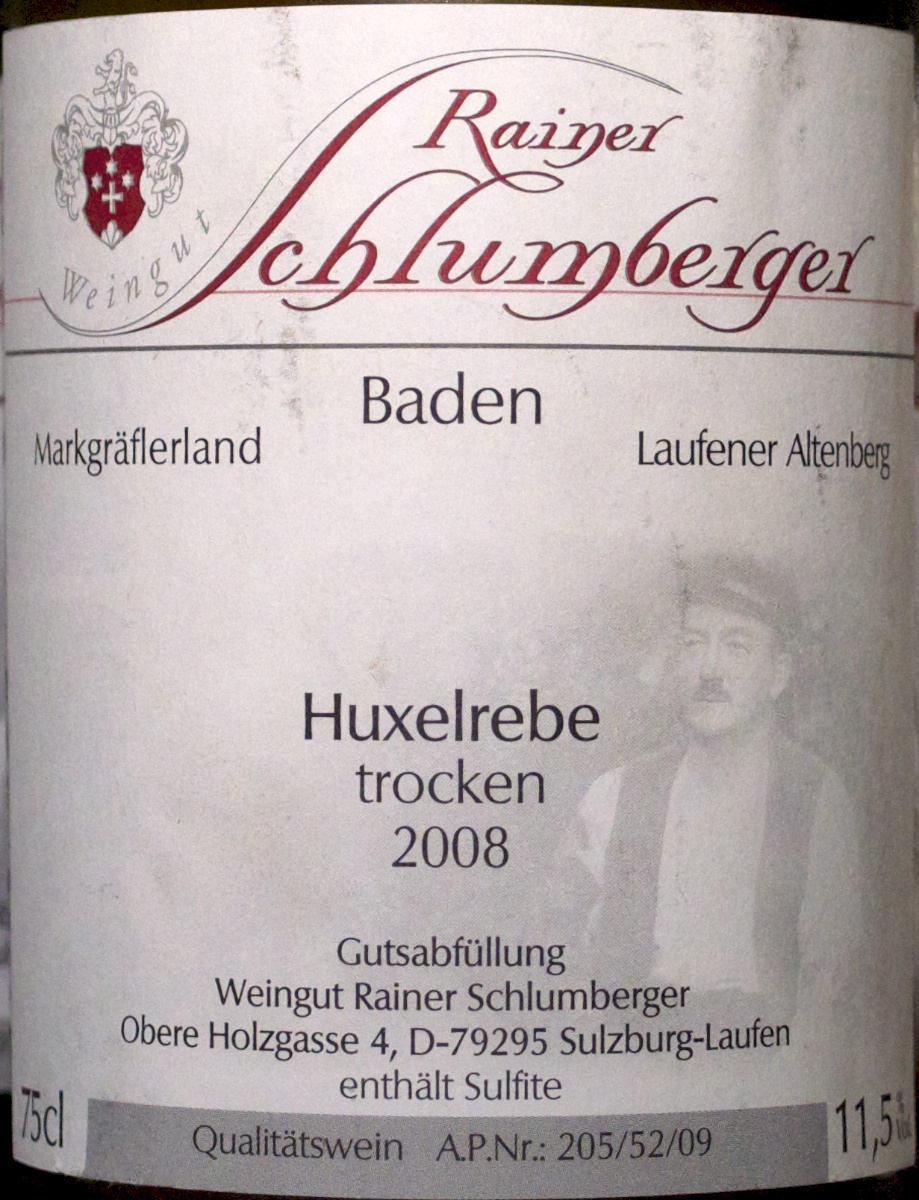 Rainer
Schlumberger
Weingut
Baden
Markgräflerland
Laufener Altenberg
Huxelrebe
trocken
2008
Gutsabfüllung
Weingut Rainer Schlumberger
Obere Holzgasse 4, D-79295 Sulzburg-Laufen
enthält Sulfite
75cl
11,5 % vol
Qualitätswein A.P.Nr.: 205/52/09